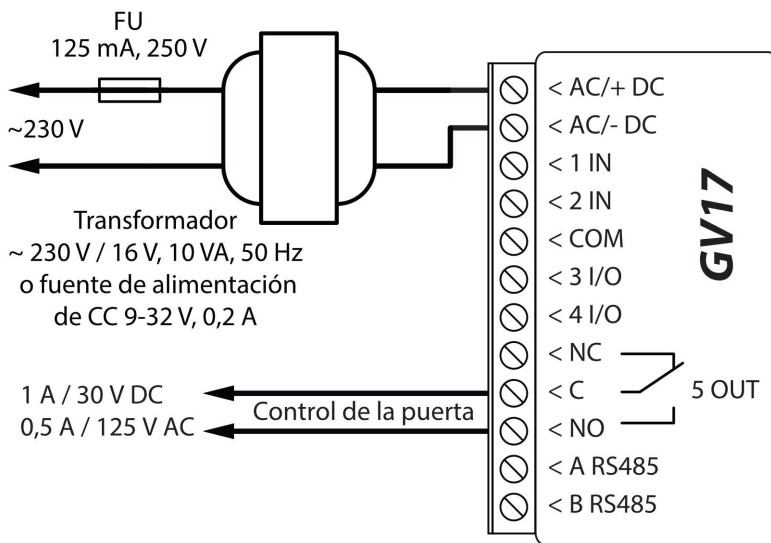 FU
125 mA, 250 V
~230 V
Transformador
~ 230 V / 16 V, 10 VA, 50 Hz
o fuente de alimentación
de CC 9-32 V, 0,2 A
1 A / 30 V DC
0,5 A / 125 V AC
Control de la puerta
< AC/+ DC
< AC/- DC
< 1 IN
< 2 IN
< COM
< 3 I/O
< 4 I/O
< NC
< C
< NO
< A RS485
< B RS485
5 OUT
GV17